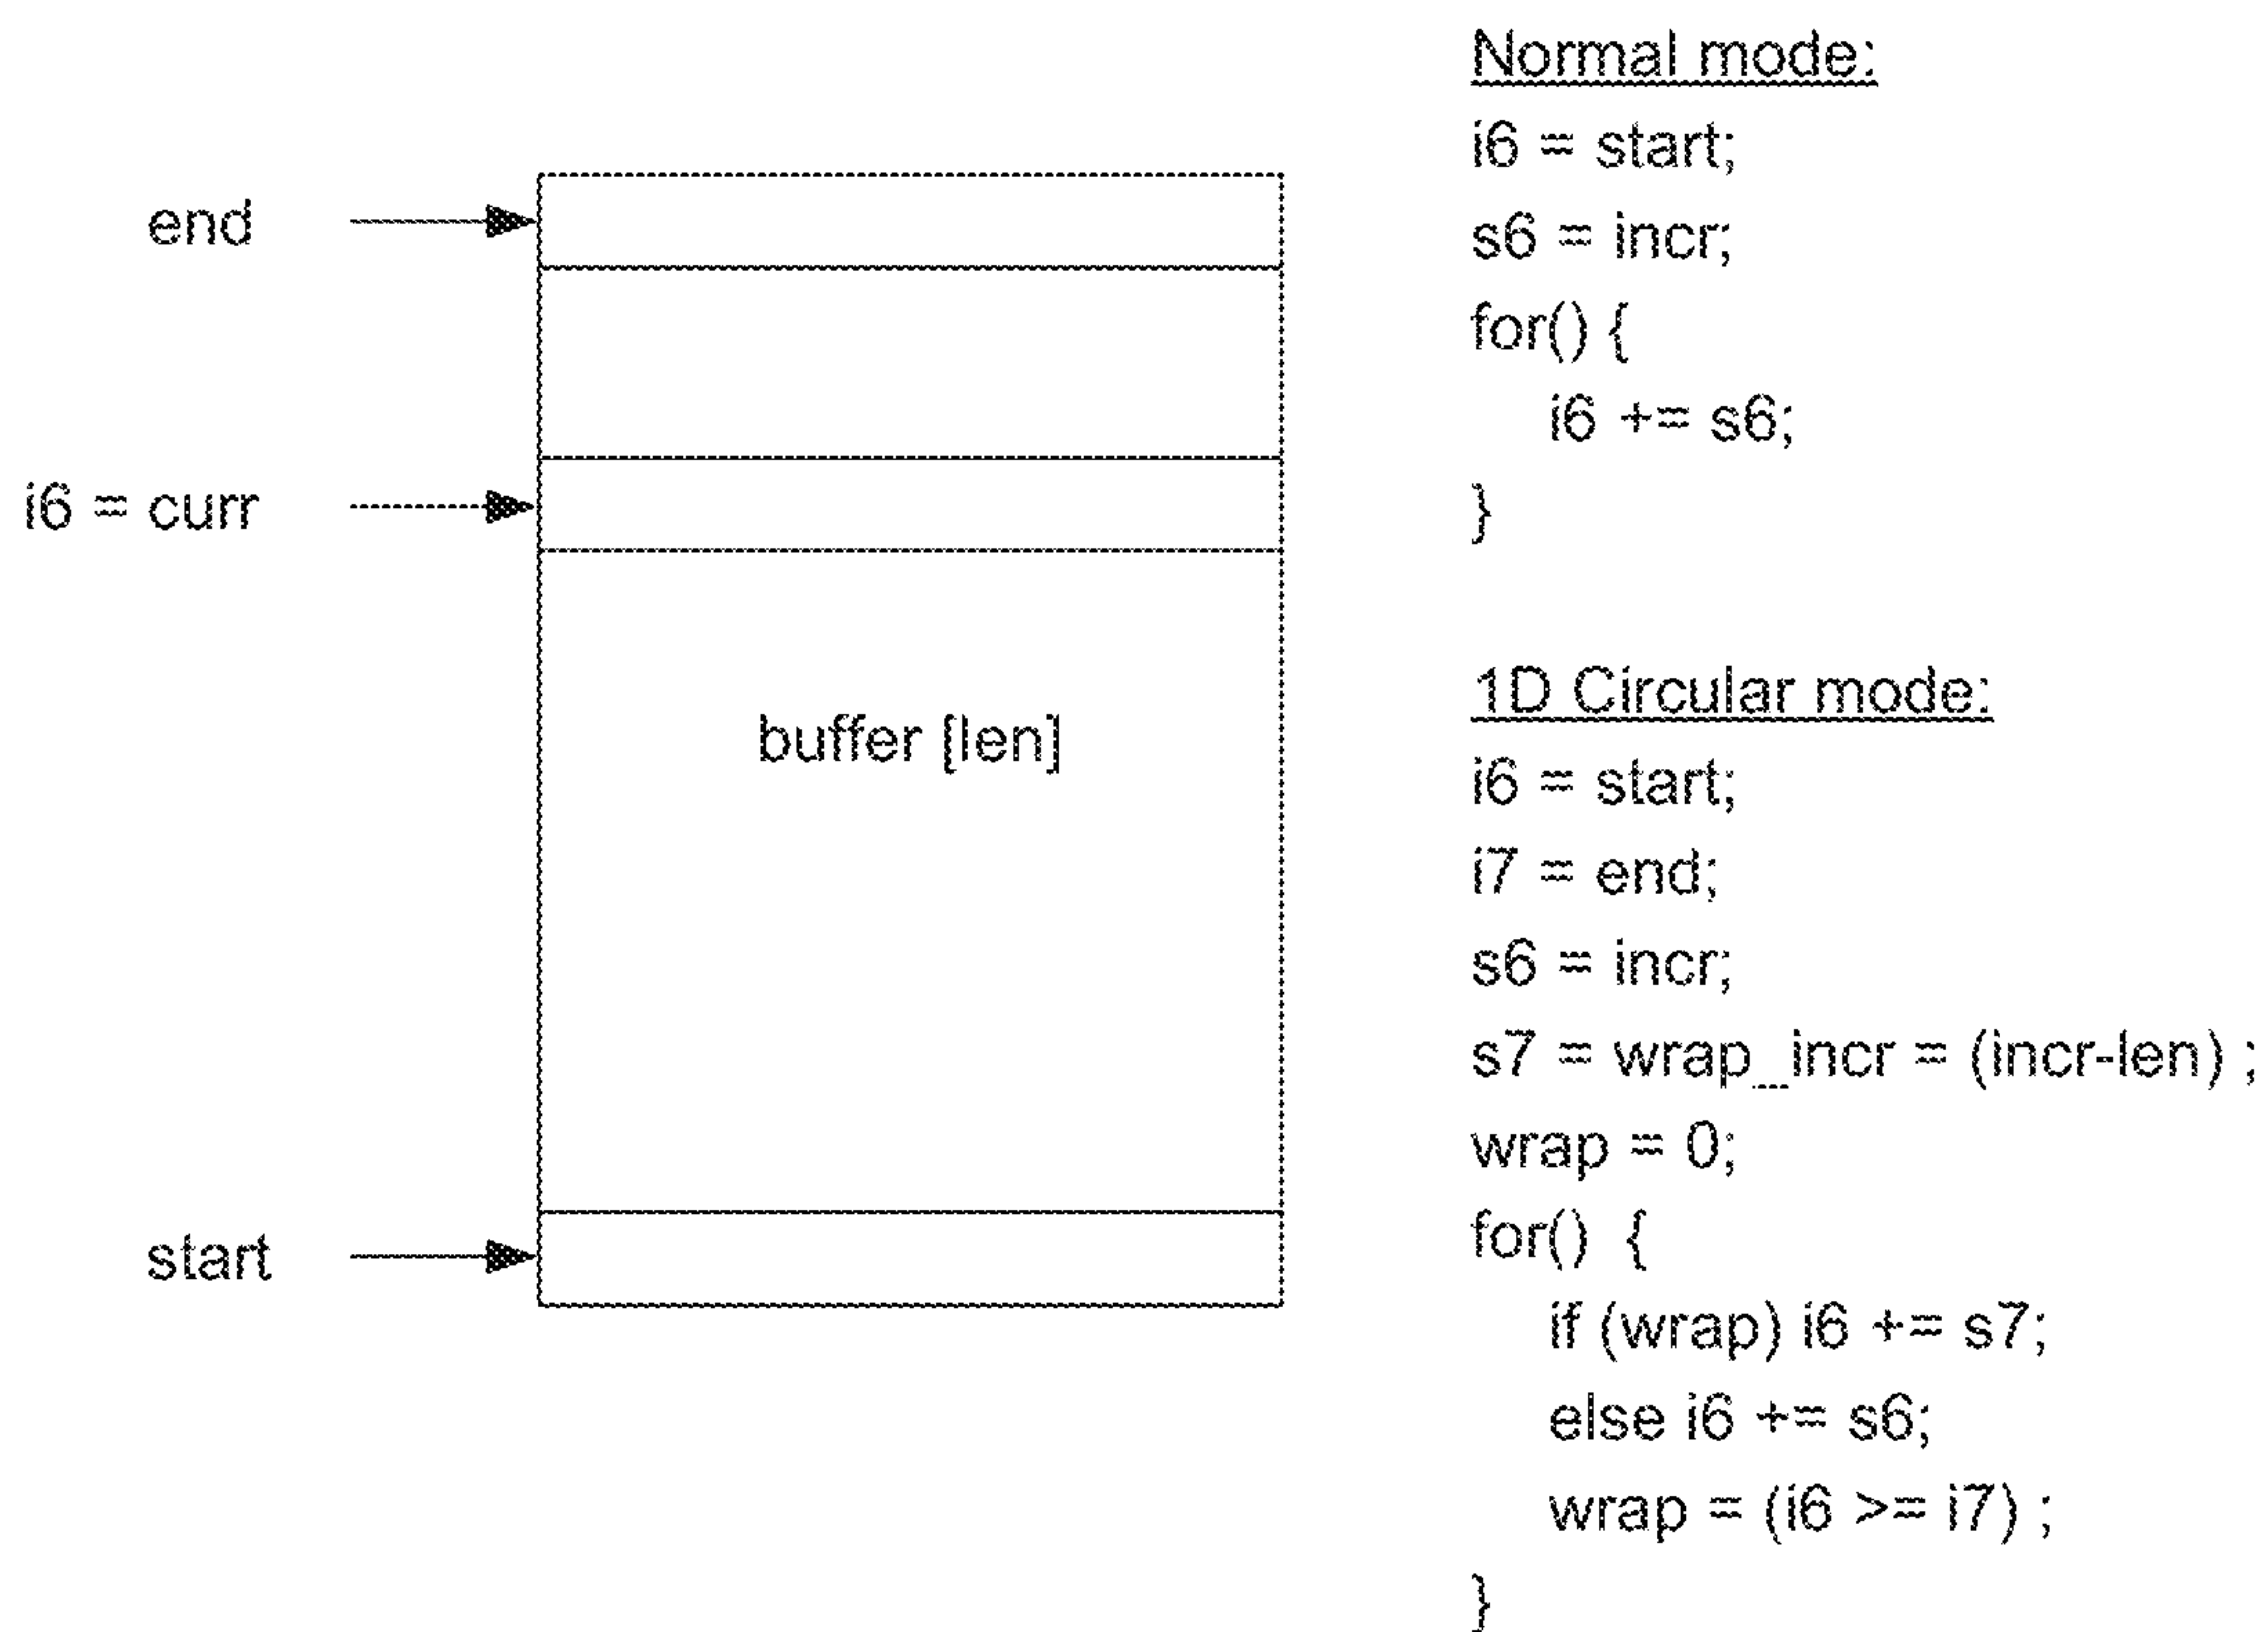 end
i6 = curr
buffer [len]
start
Normal mode:
i6 = start;
s6 = incr;
for() {
i6 += s6;
}
1D Circular mode:
i6 = start;
i7 = end;
s6 = incr;
s7 = wrap_incr = (incr-len) ;
wrap = 0;
for() {
if (wrap) i6 += s7;
else i6 += s6;
wrap = (i6 >= i7) ;
}